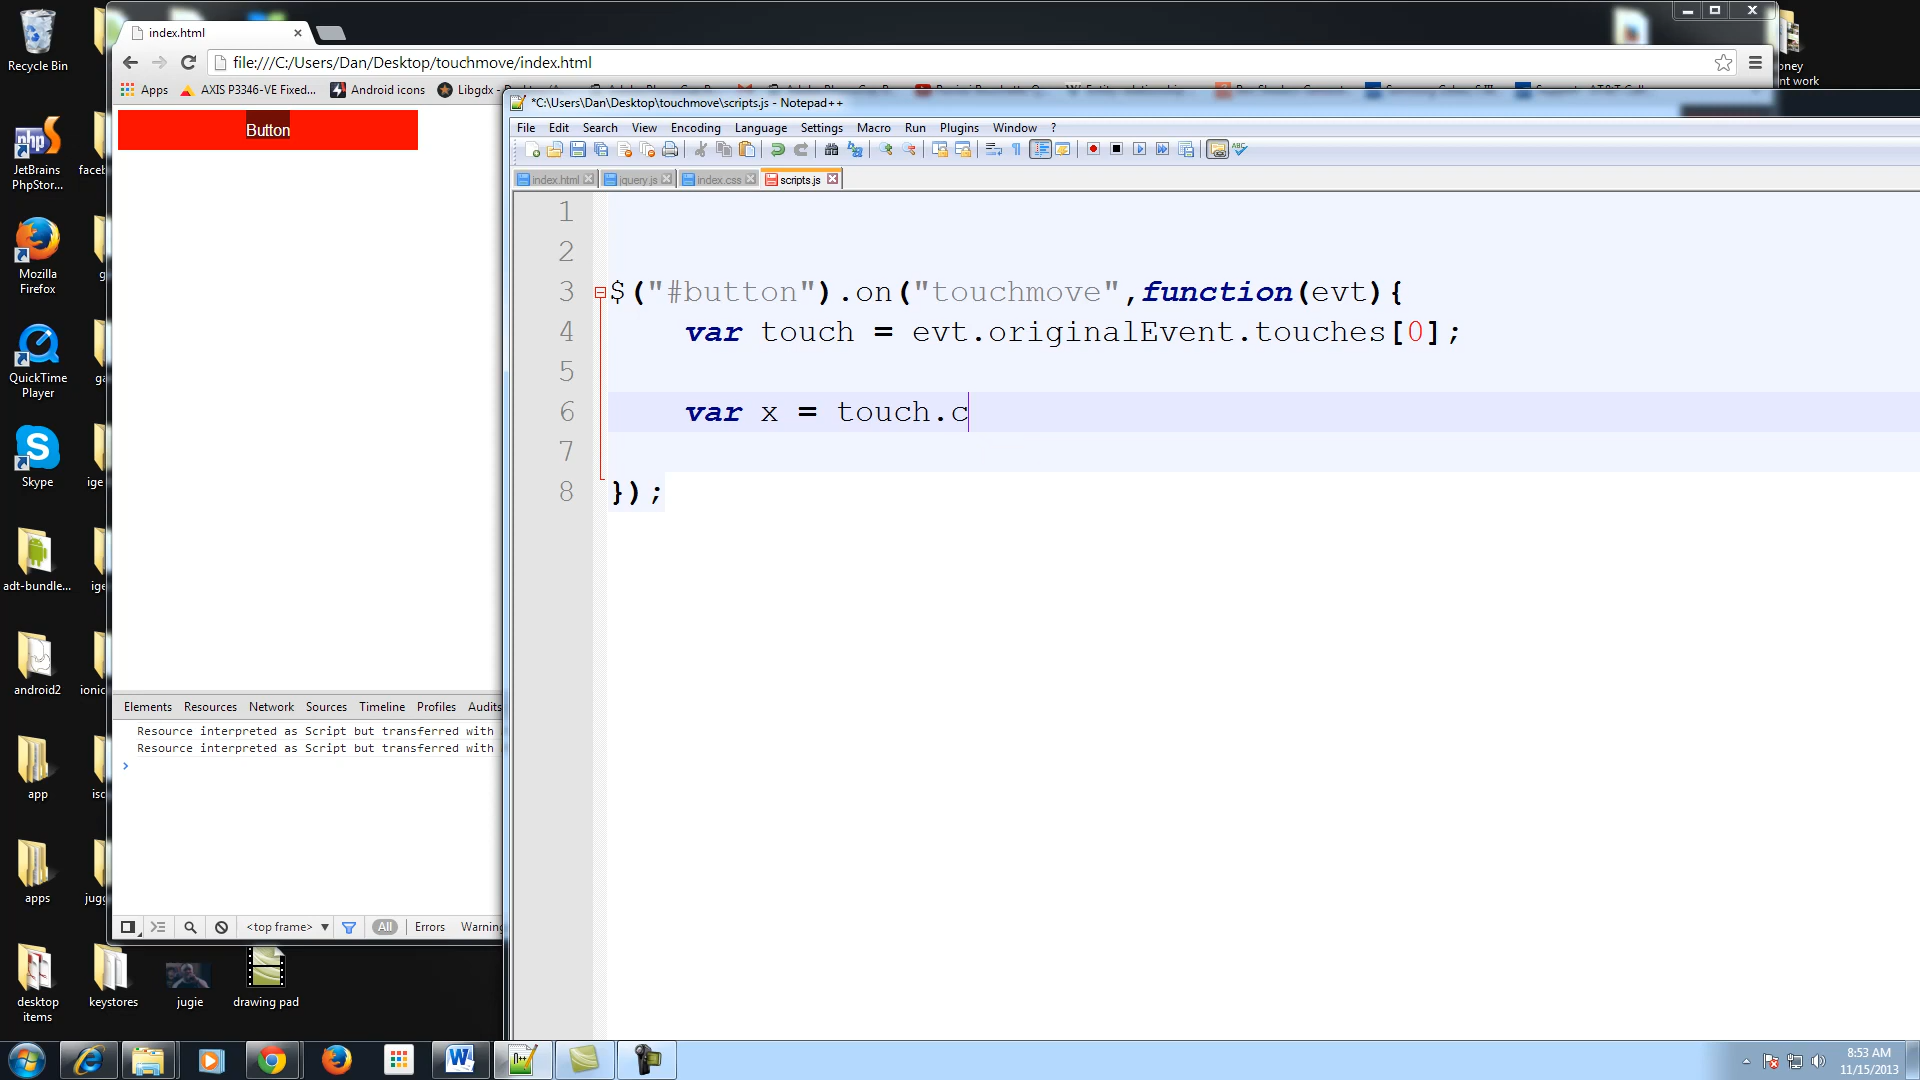 Recycle Bin
JetBrains
PhpStor...
Mozilla
Firefox
QuickTime
Player
Skype
adt-bundle...
android2
app
apps
desktop
items
keystores
jugie
drawing pad
index.html
file:///C:/Users/Dan/Desktop/touchmove/index.html
Apps
AXIS P3346-VE Fixed...
Android icons
Libgdx -
Button
*C:\Users\Dan\Desktop\touchmove\scripts.js - Notepad++
File Edit Search View Encoding Language Settings Macro Run Plugins Window ?
index.html jquery.js index.css scripts.js
1
2
3 $("#button").on("touchmove",function(evt){
4 var touch = evt.originalEvent.touches[0];
5
6 var x = touch.c
7
8 });
Elements Resources Network Sources Timeline Profiles Audits
Resource interpreted as Script but transferred with
Resource interpreted as Script but transferred with
>
<top frame> All Errors Warning
8:53 AM
11/15/2013